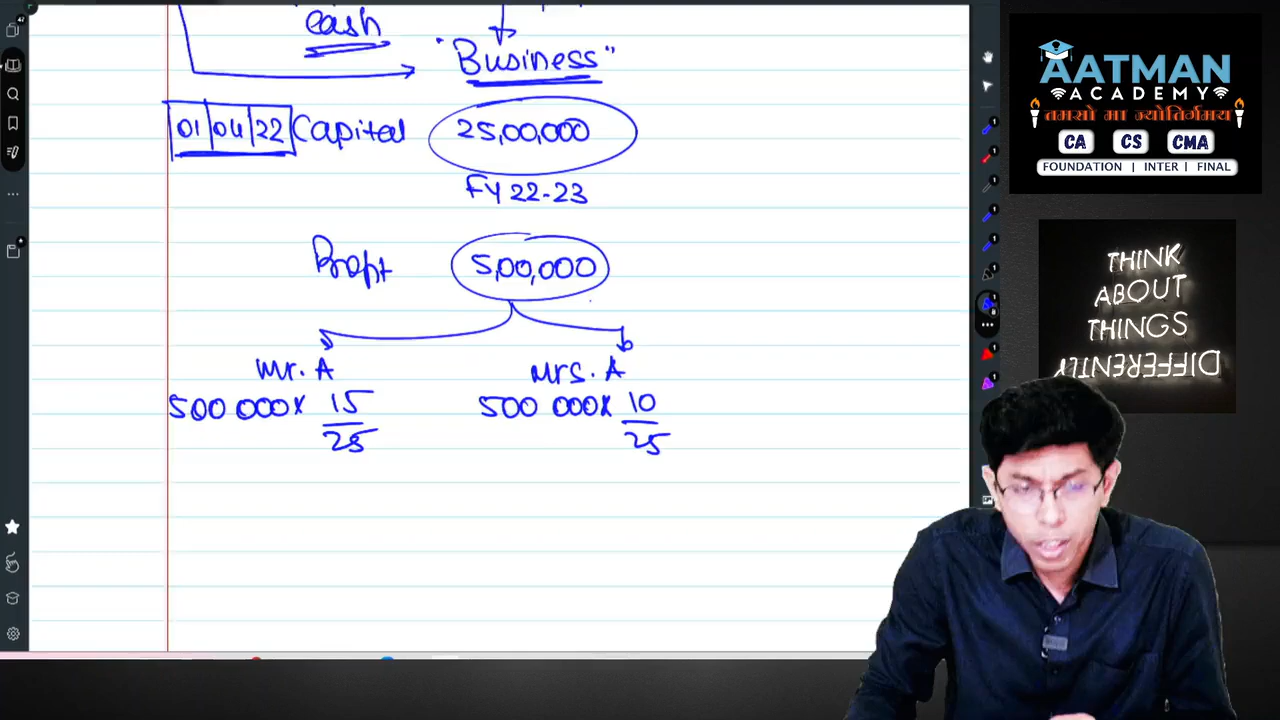 cash
"Business"
01 04 22 Capital 25,00,000
FY 22-23
Profit 5,00,000
Mr. A Mrs. A
500 000x 15/25 500 000x 10/25
AATMAN
ACADEMY
तमसो मा ज्योतिर्गमय
CA CS CMA
FOUNDATION | INTER | FINAL
THINK
ABOUT
THINGS
DIFFERENTLY